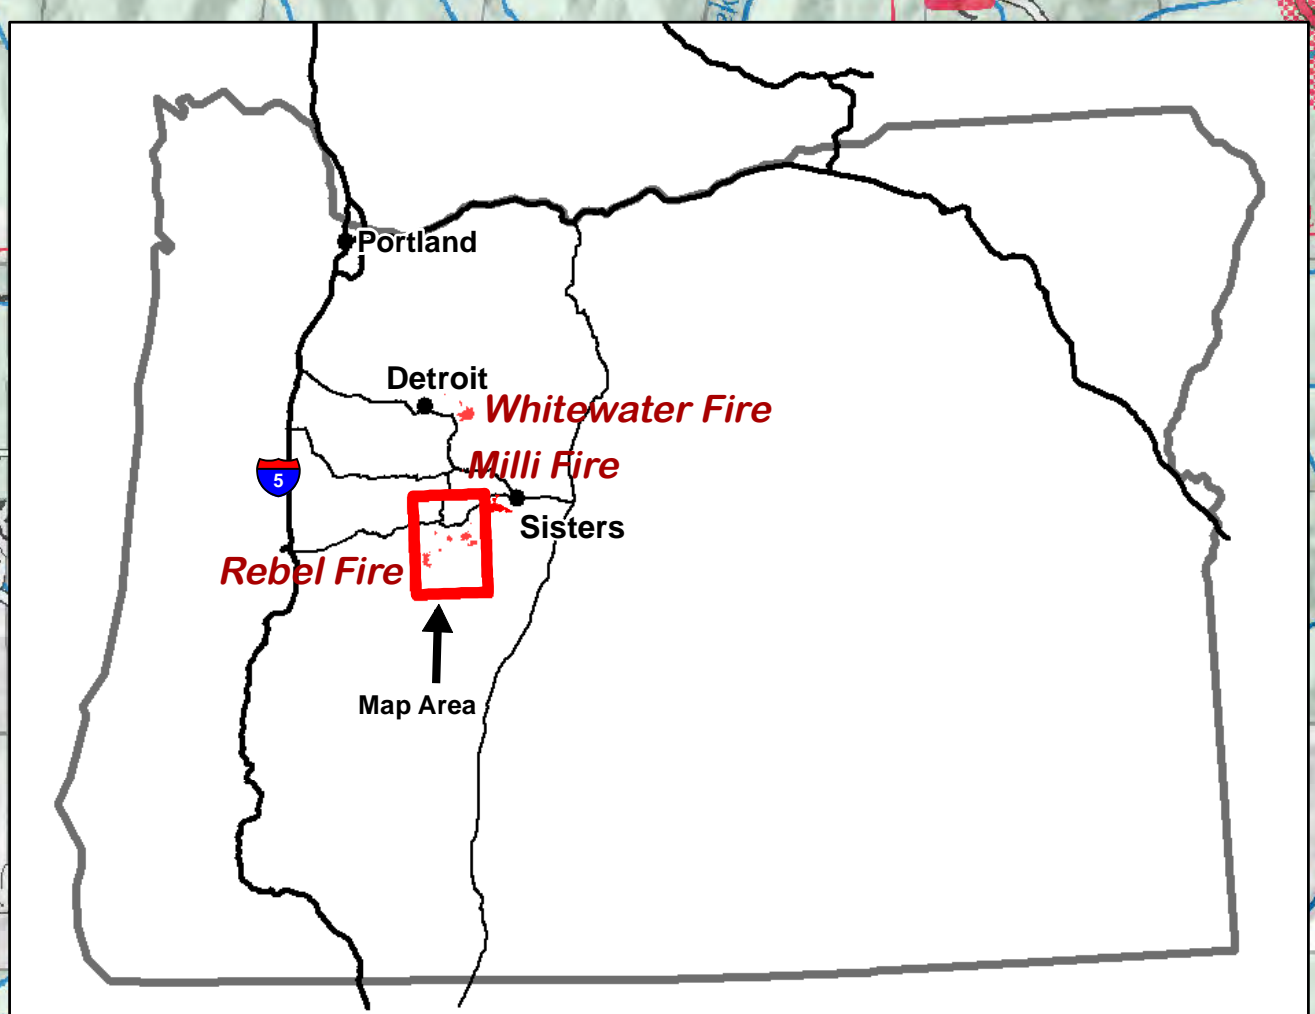 Portland
Detroit
Whitewater Fire
Milli Fire
5
Sisters
Rebel Fire
Map Area